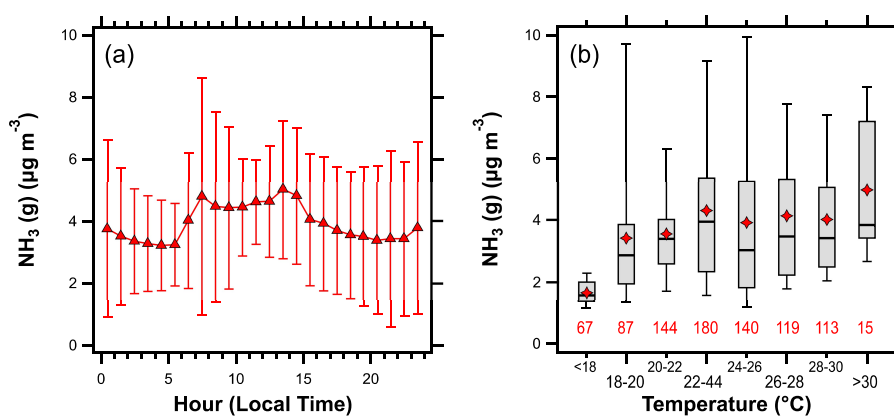 (a)
NH3 (g) (µg m-3)
10
8
6
4
2
0
0 5 10 15 20
Hour (Local Time)
(b)
NH3 (g) (µg m-3)
10
8
6
4
2
0
67 87 144 180 140 119 113 15
<18 20-22 24-26 28-30
18-20 22-44 26-28 >30
Temperature (°C)